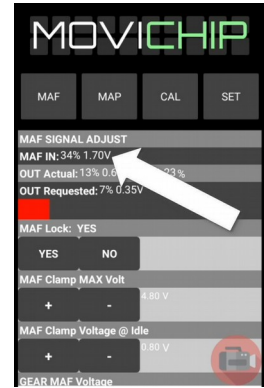 MOVICHIP
MAF MAP CAL SET
MAF SIGNAL ADJUST
MAF IN: 34% 1.70V
OUT Actual: 13% 0.6 23%
OUT Requested: 7% 0.35V
MAF Lock: YES
YES NO
MAF Clamp MAX Volt
+ - 4.80 V
MAF Clamp Voltage @ Idle
+ - 0.80 V
GEAR MAF Voltage